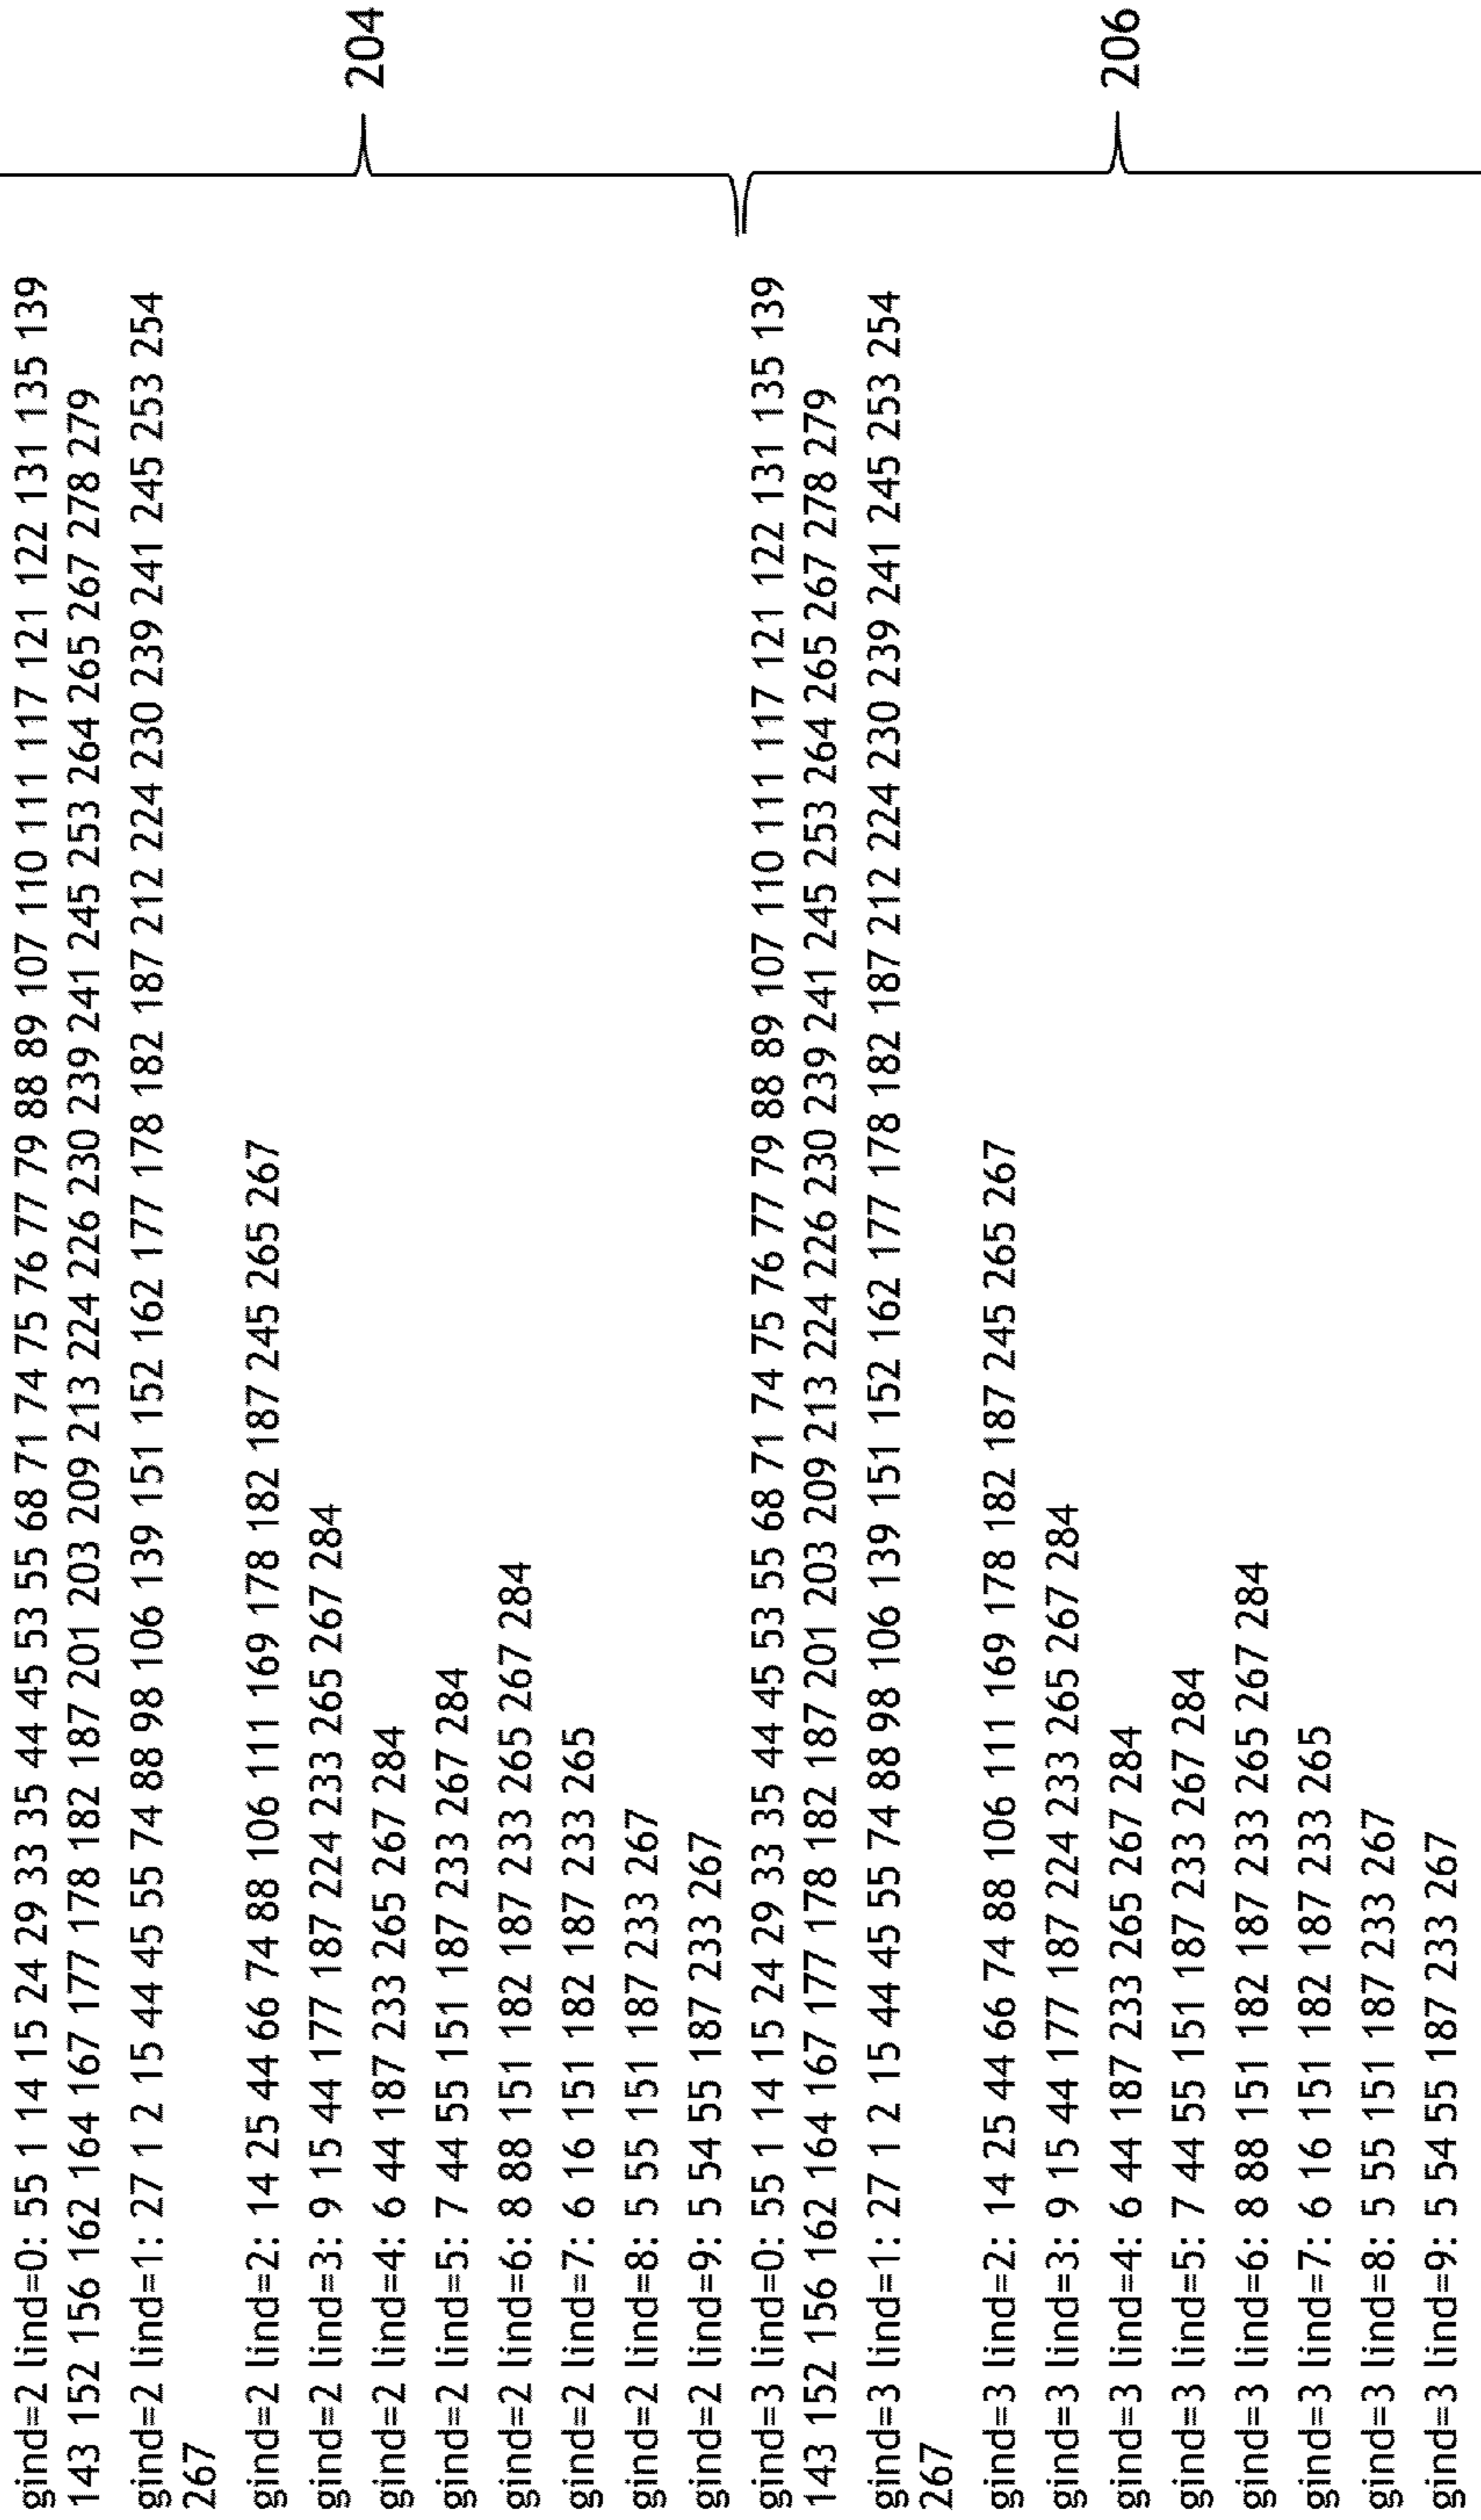 gind=2 lind=0: 55 1 14 15 24 29 33 35 44 45 53 55 68 71 74 75 76 77 79 88 89 107 110 111 117 121 122 131 135 139
143 152 156 162 164 167 177 178 182 187 201 203 209 213 224 226 230 239 241 245 253 264 265 267 278 279
gind=2 lind=1: 27 1 2 15 44 45 55 74 88 98 106 139 151 152 162 177 178 182 187 212 224 230 239 241 245 253 254
267
gind=2 lind=2: 14 25 44 66 74 88 106 111 169 178 182 187 245 265 267
gind=2 lind=3: 9 15 44 177 187 224 233 265 267 284
gind=2 lind=4: 6 44 187 233 265 267 284
gind=2 lind=5: 7 44 55 151 187 233 267 284
gind=2 lind=6: 8 88 151 182 187 233 265 267 284
gind=2 lind=7: 6 16 151 182 187 233 265
gind=2 lind=8: 5 55 151 187 233 267
gind=2 lind=9: 5 54 55 187 233 267
204
gind=3 lind=0: 55 1 14 15 24 29 33 35 44 45 53 55 68 71 74 75 76 77 79 88 89 107 110 111 117 121 122 131 135 139
143 152 156 162 164 167 177 178 182 187 201 203 209 213 224 226 230 239 241 245 253 264 265 267 278 279
gind=3 lind=1: 27 1 2 15 44 45 55 74 88 98 106 139 151 152 162 177 178 182 187 212 224 230 239 241 245 253 254
267
gind=3 lind=2: 14 25 44 66 74 88 106 111 169 178 182 187 245 265 267
gind=3 lind=3: 9 15 44 177 187 224 233 265 267 284
gind=3 lind=4: 6 44 187 233 265 267 284
gind=3 lind=5: 7 44 55 151 187 233 267 284
gind=3 lind=6: 8 88 151 182 187 233 265 267 284
gind=3 lind=7: 6 16 151 182 187 233 265
gind=3 lind=8: 5 55 151 187 233 267
gind=3 lind=9: 5 54 55 187 233 267
206